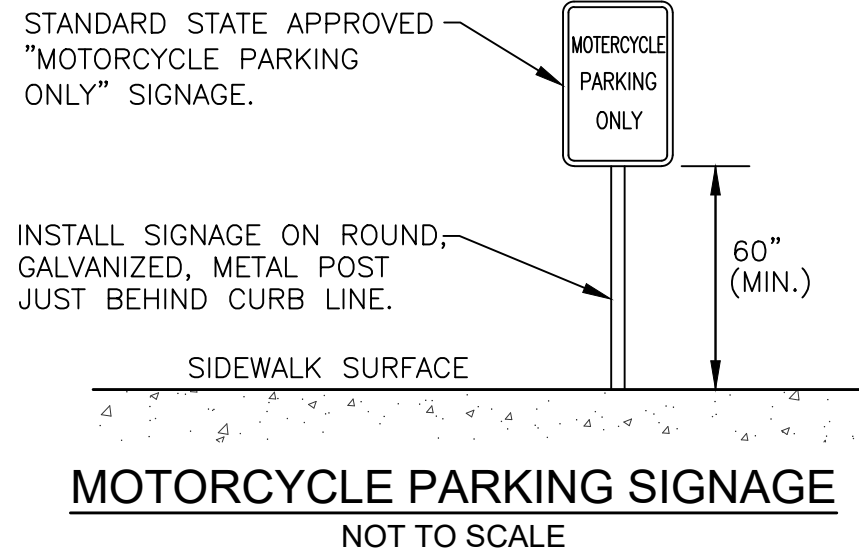 STANDARD STATE APPROVED
"MOTORCYCLE PARKING
ONLY" SIGNAGE.
MOTERCYCLE
PARKING
ONLY
INSTALL SIGNAGE ON ROUND,
GALVANIZED, METAL POST
JUST BEHIND CURB LINE.
60"
(MIN.)
SIDEWALK SURFACE
MOTORCYCLE PARKING SIGNAGE
NOT TO SCALE